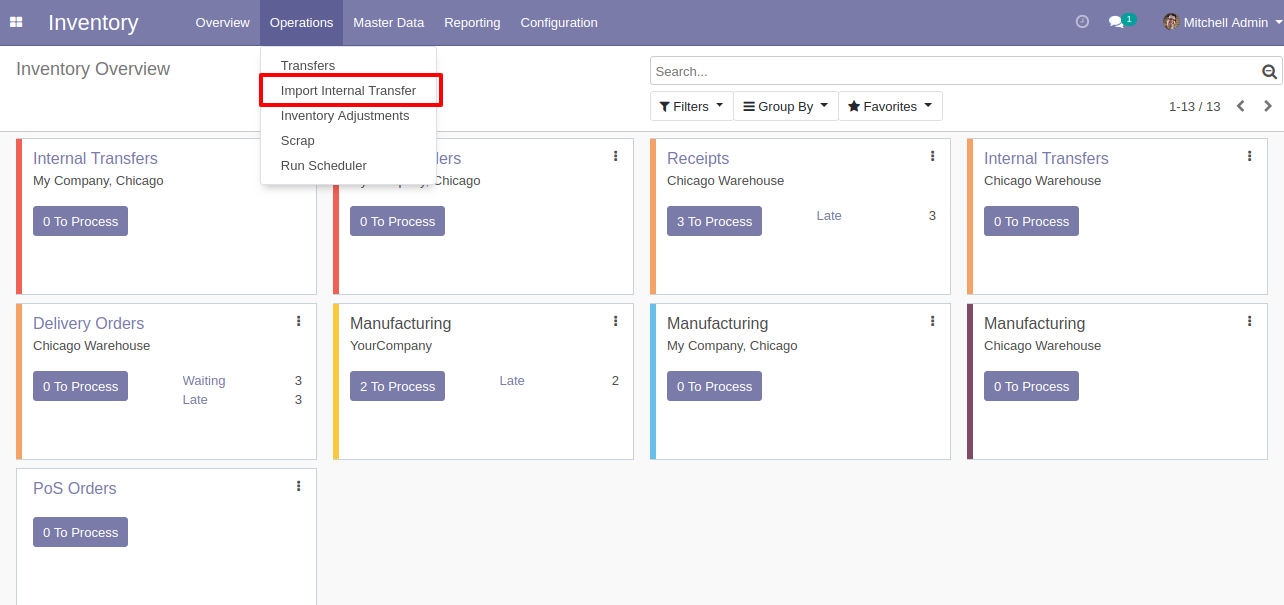 Inventory Overview Operations Master Data Reporting Configuration 1 Mitchell Admin
Inventory Overview
Transfers
Import Internal Transfer
Inventory Adjustments
Scrap
Run Scheduler
Search...
Filters Group By Favorites 1-13 / 13
Internal Transfers
My Company, Chicago
0 To Process
Chicago
0 To Process
Receipts
Chicago Warehouse
3 To Process
Late 3
Internal Transfers
Chicago Warehouse
0 To Process
Delivery Orders
Chicago Warehouse
0 To Process
Waiting 3
Late 3
Manufacturing
YourCompany
2 To Process
Late 2
Manufacturing
My Company, Chicago
0 To Process
Manufacturing
Chicago Warehouse
0 To Process
PoS Orders
0 To Process